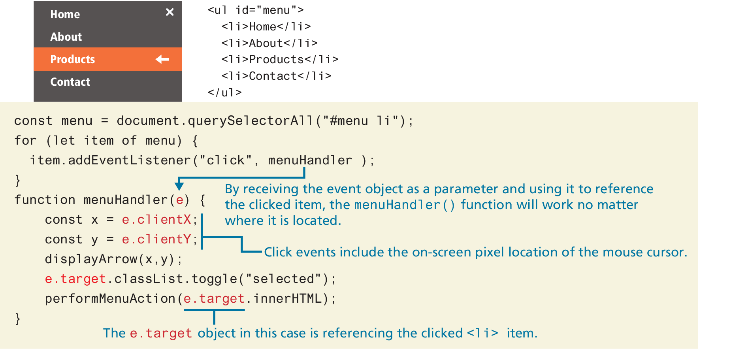 Home ×
About
Products ←
Contact
<ul id="menu">
<li>Home</li>
<li>About</li>
<li>Products</li>
<li>Contact</li>
</ul>
const menu = document.querySelectorAll("#menu li");
for (let item of menu) {
item.addEventListener("click", menuHandler );
}
function menuHandler(e) {
By receiving the event object as a parameter and using it to reference
the clicked item, the menuHandler() function will work no matter
where it is located.
const x = e.clientX;
const y = e.clientY;
Click events include the on-screen pixel location of the mouse cursor.
displayArrow(x,y);
e.target.classList.toggle("selected");
performMenuAction(e.target.innerHTML);
}
The e.target object in this case is referencing the clicked <li> item.